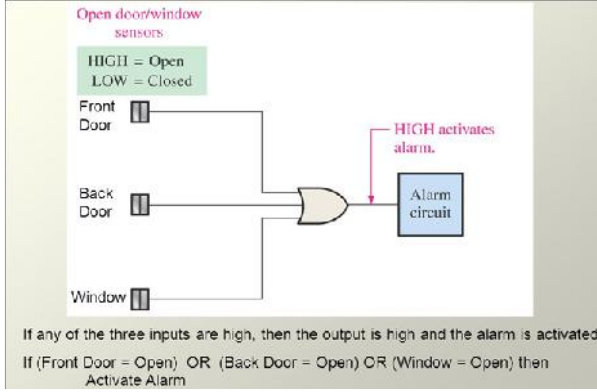 Open door/window
sensors
HIGH = Open
LOW = Closed
Front
Door
HIGH activates
alarm.
Back
Door
Alarm
circuit
Window
If any of the three inputs are high, then the output is high and the alarm is activated
If (Front Door = Open) OR (Back Door = Open) OR (Window = Open) then
Activate Alarm